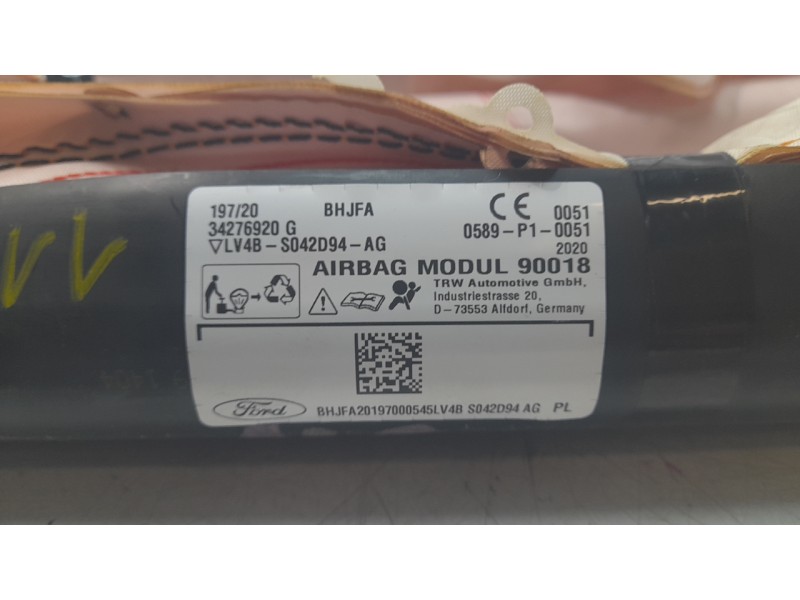 197/20 BHJFA
34276920 G
▽LV4B-S042D94-AG
CE 0051
0589-P1-0051
2020
AIRBAG MODUL 90018
TRW Automotive GmbH,
Industriestrasse 20,
D-73553 Alfdorf, Germany
Ford
BHJFA20197000545LV4B S042D94 AG PL